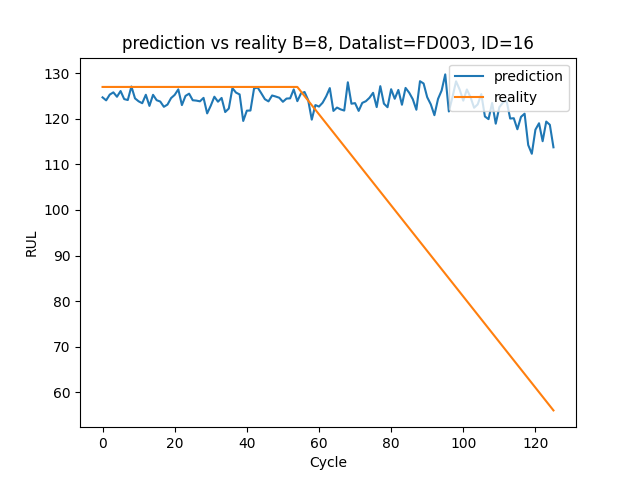 prediction vs reality B=8, Datalist=FD003, ID=16
130
120
110
100
90
80
70
60
RUL
prediction
reality
0 20 40 60 80 100 120
Cycle